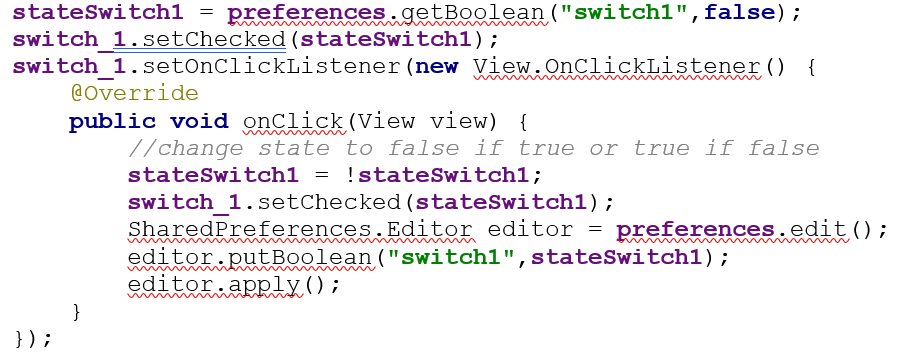 stateSwitch1 = preferences.getBoolean("switch1",false);
switch_1.setChecked(stateSwitch1);
switch_1.setOnClickListener(new View.OnClickListener() {
    @Override
    public void onClick(View view) {
        //change state to false if true or true if false
        stateSwitch1 = !stateSwitch1;
        switch_1.setChecked(stateSwitch1);
        SharedPreferences.Editor editor = preferences.edit();
        editor.putBoolean("switch1",stateSwitch1);
        editor.apply();
    }
});